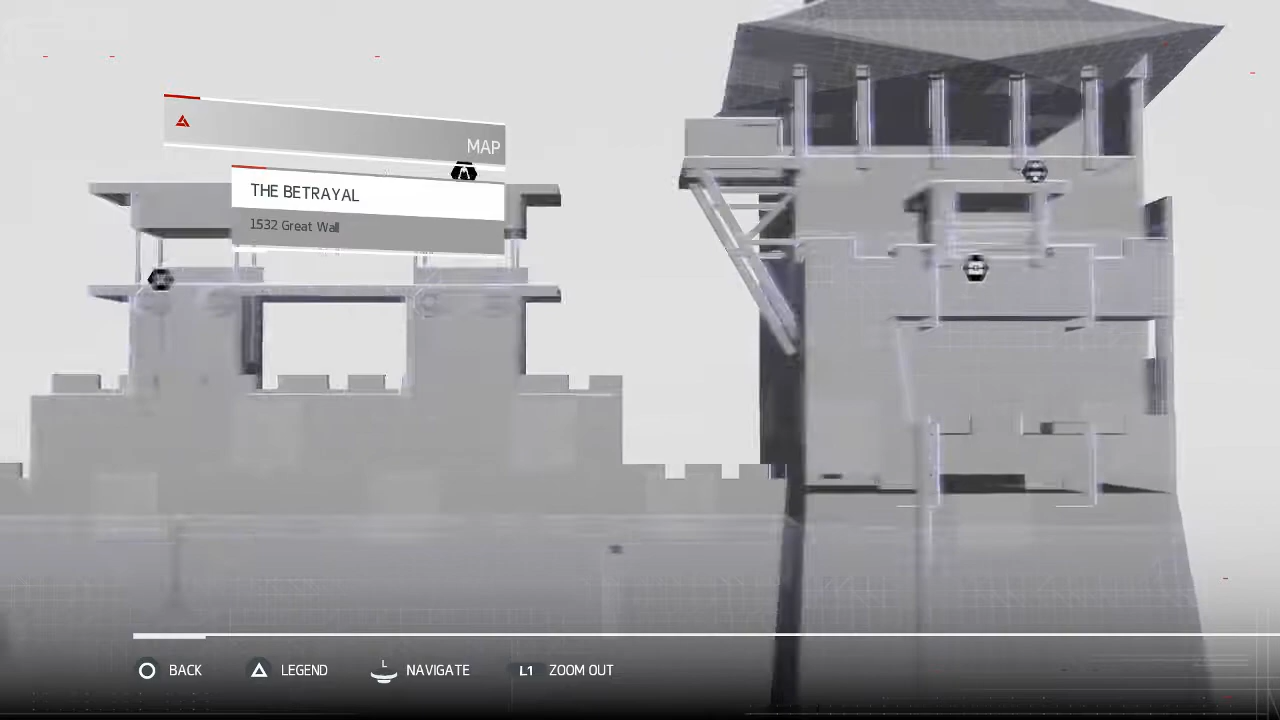 MAP
THE BETRAYAL
1532 Great Wall
BACK
LEGEND
L
NAVIGATE
L1
ZOOM OUT